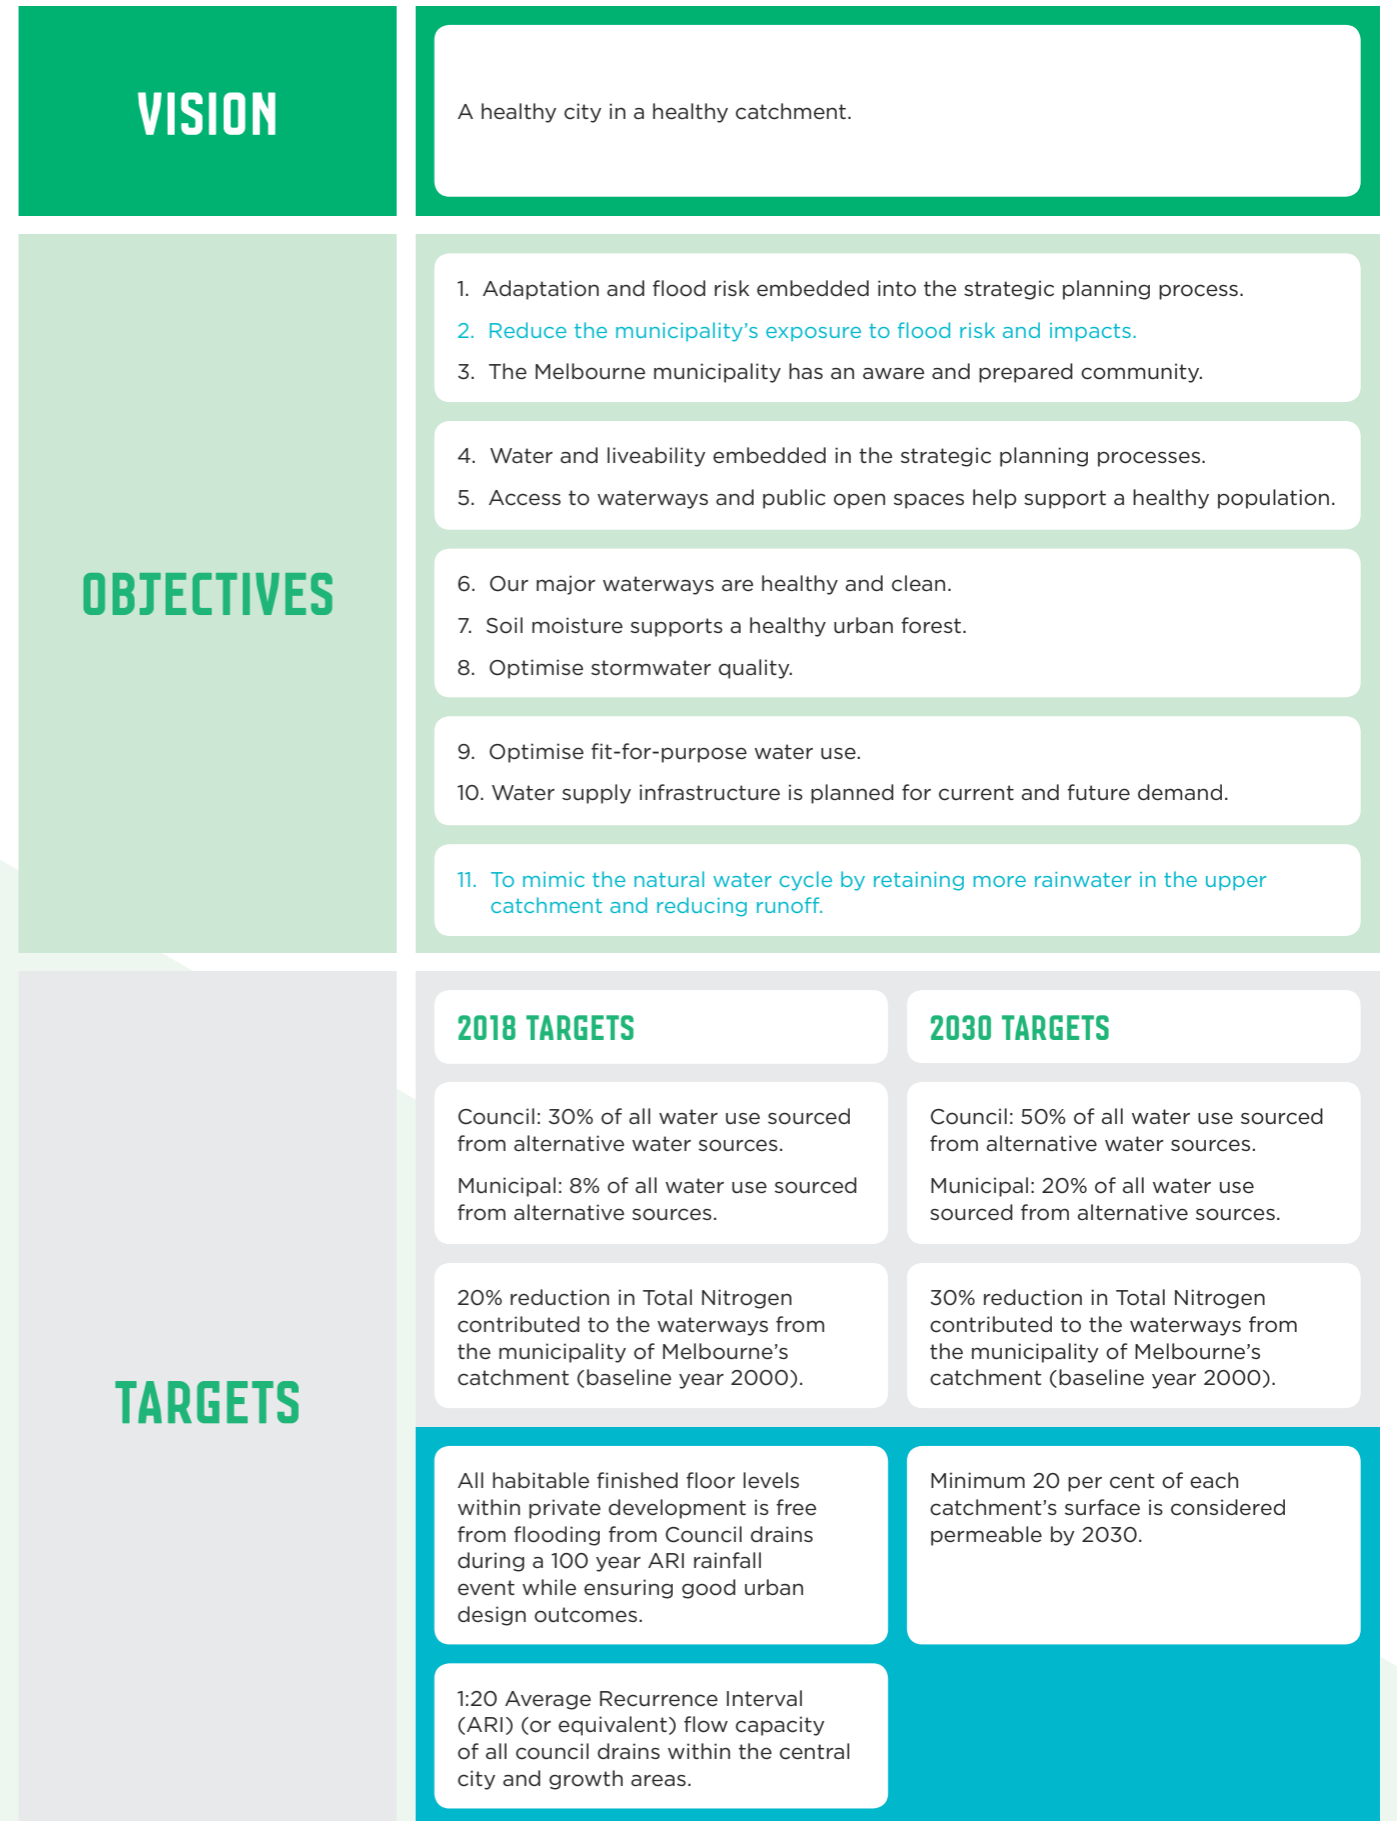 VISION
A healthy city in a healthy catchment.
OBJECTIVES
1. Adaptation and flood risk embedded into the strategic planning process.
2. Reduce the municipality’s exposure to flood risk and impacts.
3. The Melbourne municipality has an aware and prepared community.
4. Water and liveability embedded in the strategic planning processes.
5. Access to waterways and public open spaces help support a healthy population.
6. Our major waterways are healthy and clean.
7. Soil moisture supports a healthy urban forest.
8. Optimise stormwater quality.
9. Optimise fit-for-purpose water use.
10. Water supply infrastructure is planned for current and future demand.
11. To mimic the natural water cycle by retaining more rainwater in the upper
catchment and reducing runoff.
TARGETS
2018 TARGETS
Council: 30% of all water use sourced
from alternative water sources.
Municipal: 8% of all water use sourced
from alternative sources.
20% reduction in Total Nitrogen
contributed to the waterways from
the municipality of Melbourne’s
catchment (baseline year 2000).
All habitable finished floor levels
within private development is free
from flooding from Council drains
during a 100 year ARI rainfall
event while ensuring good urban
design outcomes.
1:20 Average Recurrence Interval
(ARI) (or equivalent) flow capacity
of all council drains within the central
city and growth areas.
2030 TARGETS
Council: 50% of all water use sourced
from alternative water sources.
Municipal: 20% of all water use
sourced from alternative sources.
30% reduction in Total Nitrogen
contributed to the waterways from
the municipality of Melbourne’s
catchment (baseline year 2000).
Minimum 20 per cent of each
catchment’s surface is considered
permeable by 2030.